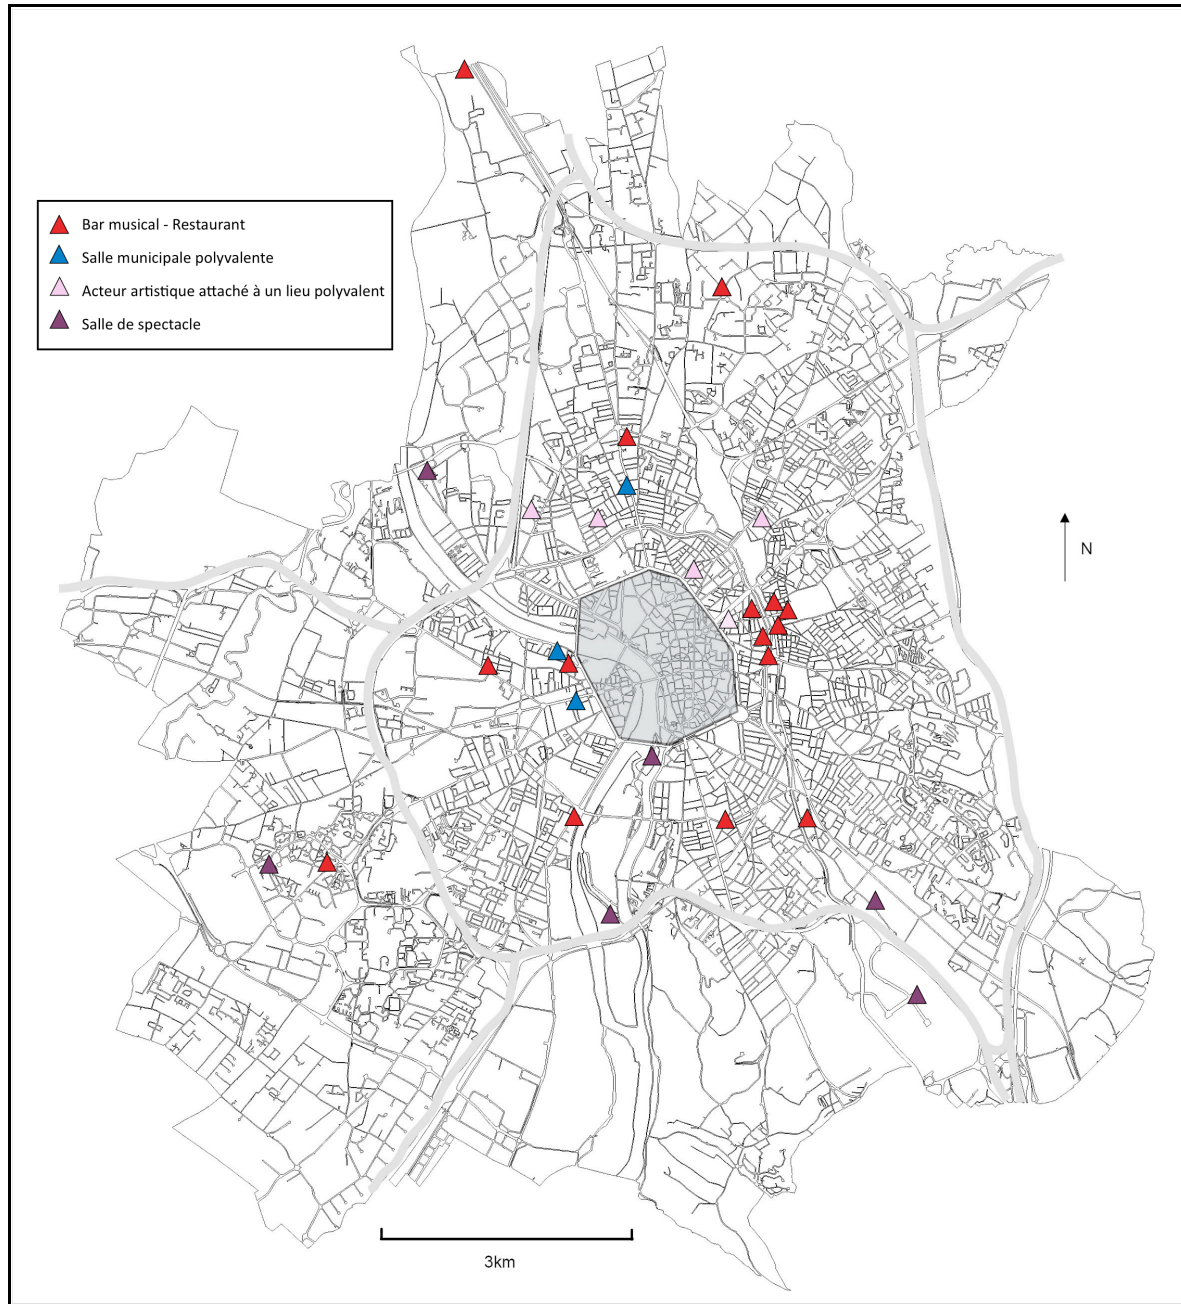 Bar musical - Restaurant
Salle municipale polyvalente
Acteur artistique attaché à un lieu polyvalent
Salle de spectacle
N
3km